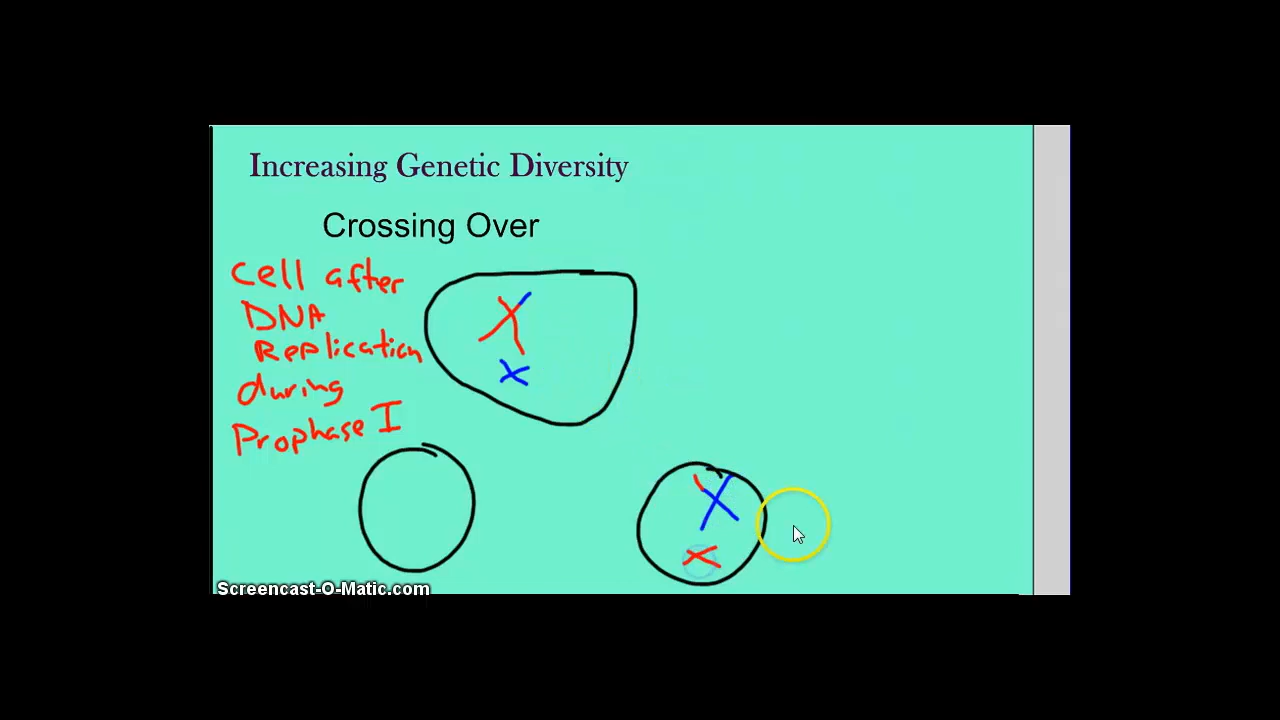 Increasing Genetic Diversity
Crossing Over
Cell after
DNA
Replication
during
Prophase I
Screencast-O-Matic.com